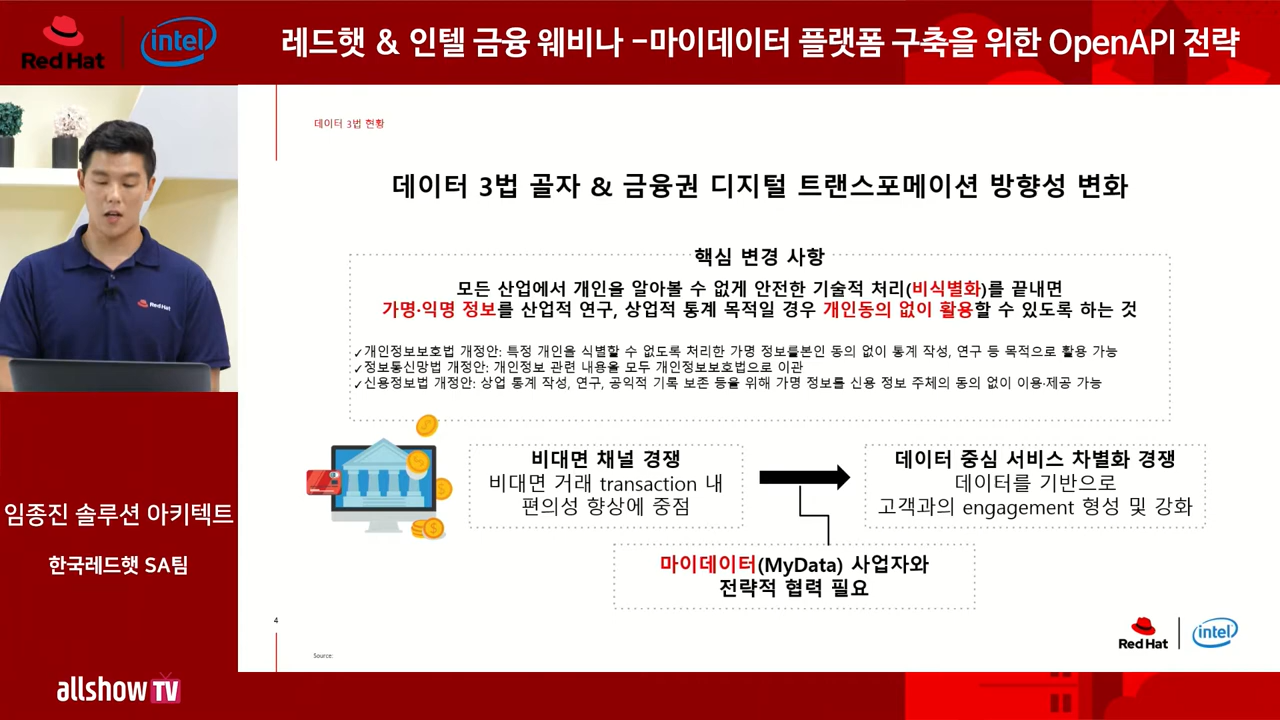 Red Hat
intel
레드햇 & 인텔 금융 웨비나 -마이데이터 플랫폼 구축을 위한 OpenAPI 전략
데이터 3법 현황
데이터 3법 골자 & 금융권 디지털 트랜스포메이션 방향성 변화
핵심 변경 사항
모든 산업에서 개인을 알아볼 수 없게 안전한 기술적 처리(비식별화)를 끝내면
가명·익명 정보를 산업적 연구, 상업적 통계 목적일 경우 개인동의 없이 활용할 수 있도록 하는 것
✓개인정보보호법 개정안: 특정 개인을 식별할 수 없도록 처리한 가명 정보를본인 동의 없이 통계 작성, 연구 등 목적으로 활용 가능
✓정보통신망법 개정안: 개인정보 관련 내용을 모두 개인정보보호법으로 이관
✓신용정보법 개정안: 상업 통계 작성, 연구, 공익적 기록 보존 등을 위해 가명 정보를 신용 정보 주체의 동의 없이 이용·제공 가능
비대면 채널 경쟁
비대면 거래 transaction 내
편의성 향상에 중점
데이터 중심 서비스 차별화 경쟁
데이터를 기반으로
고객과의 engagement 형성 및 강화
마이데이터(MyData) 사업자와
전략적 협력 필요
4
Source:
Red Hat
intel
Red Hat
임종진 솔루션 아키텍트
한국레드햇 SA팀
allshow TV